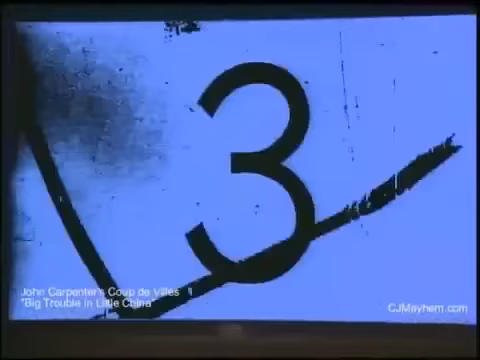 3
John Carpenter's Coup de Villes
"Big Trouble in Little China"
CJMayhem.com